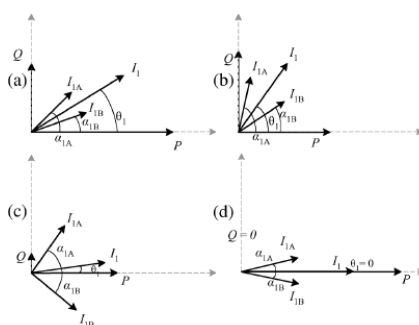 (a)
Q
I1A
I1
I1B
α1A
α1B
θ1
P
(b)
Q
I1A
I1
I1B
α1A
θ1
α1B
P
(c)
Q
I1A
α1A
I1
θ1
α1B
P
I1B
(d)
Q = 0
I1A
α1A
I1
θ1 = 0
α1B
P
I1B